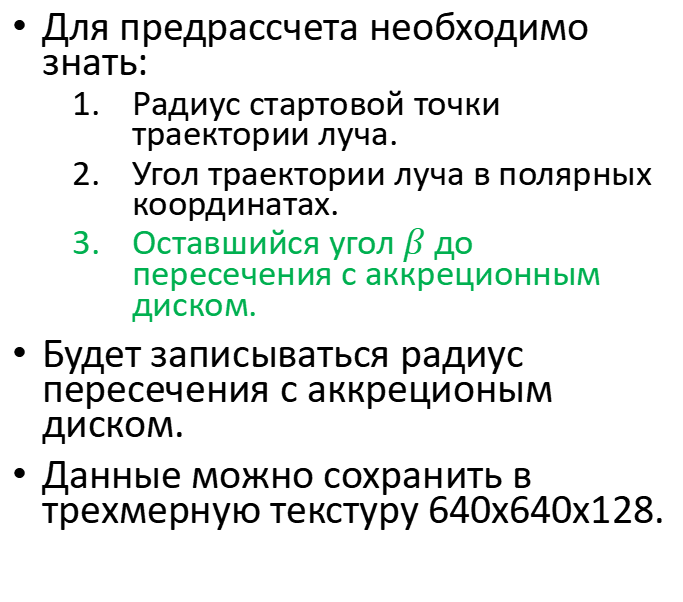 • Для предрассчета необходимо
знать:
1. Радиус стартовой точки
траектории луча.
2. Угол траектории луча в полярных
координатах.
3. Оставшийся угол β до
пересечения с аккреционным
диском.
• Будет записываться радиус
пересечения с аккреционым
диском.
• Данные можно сохранить в
трехмерную текстуру 640x640x128.